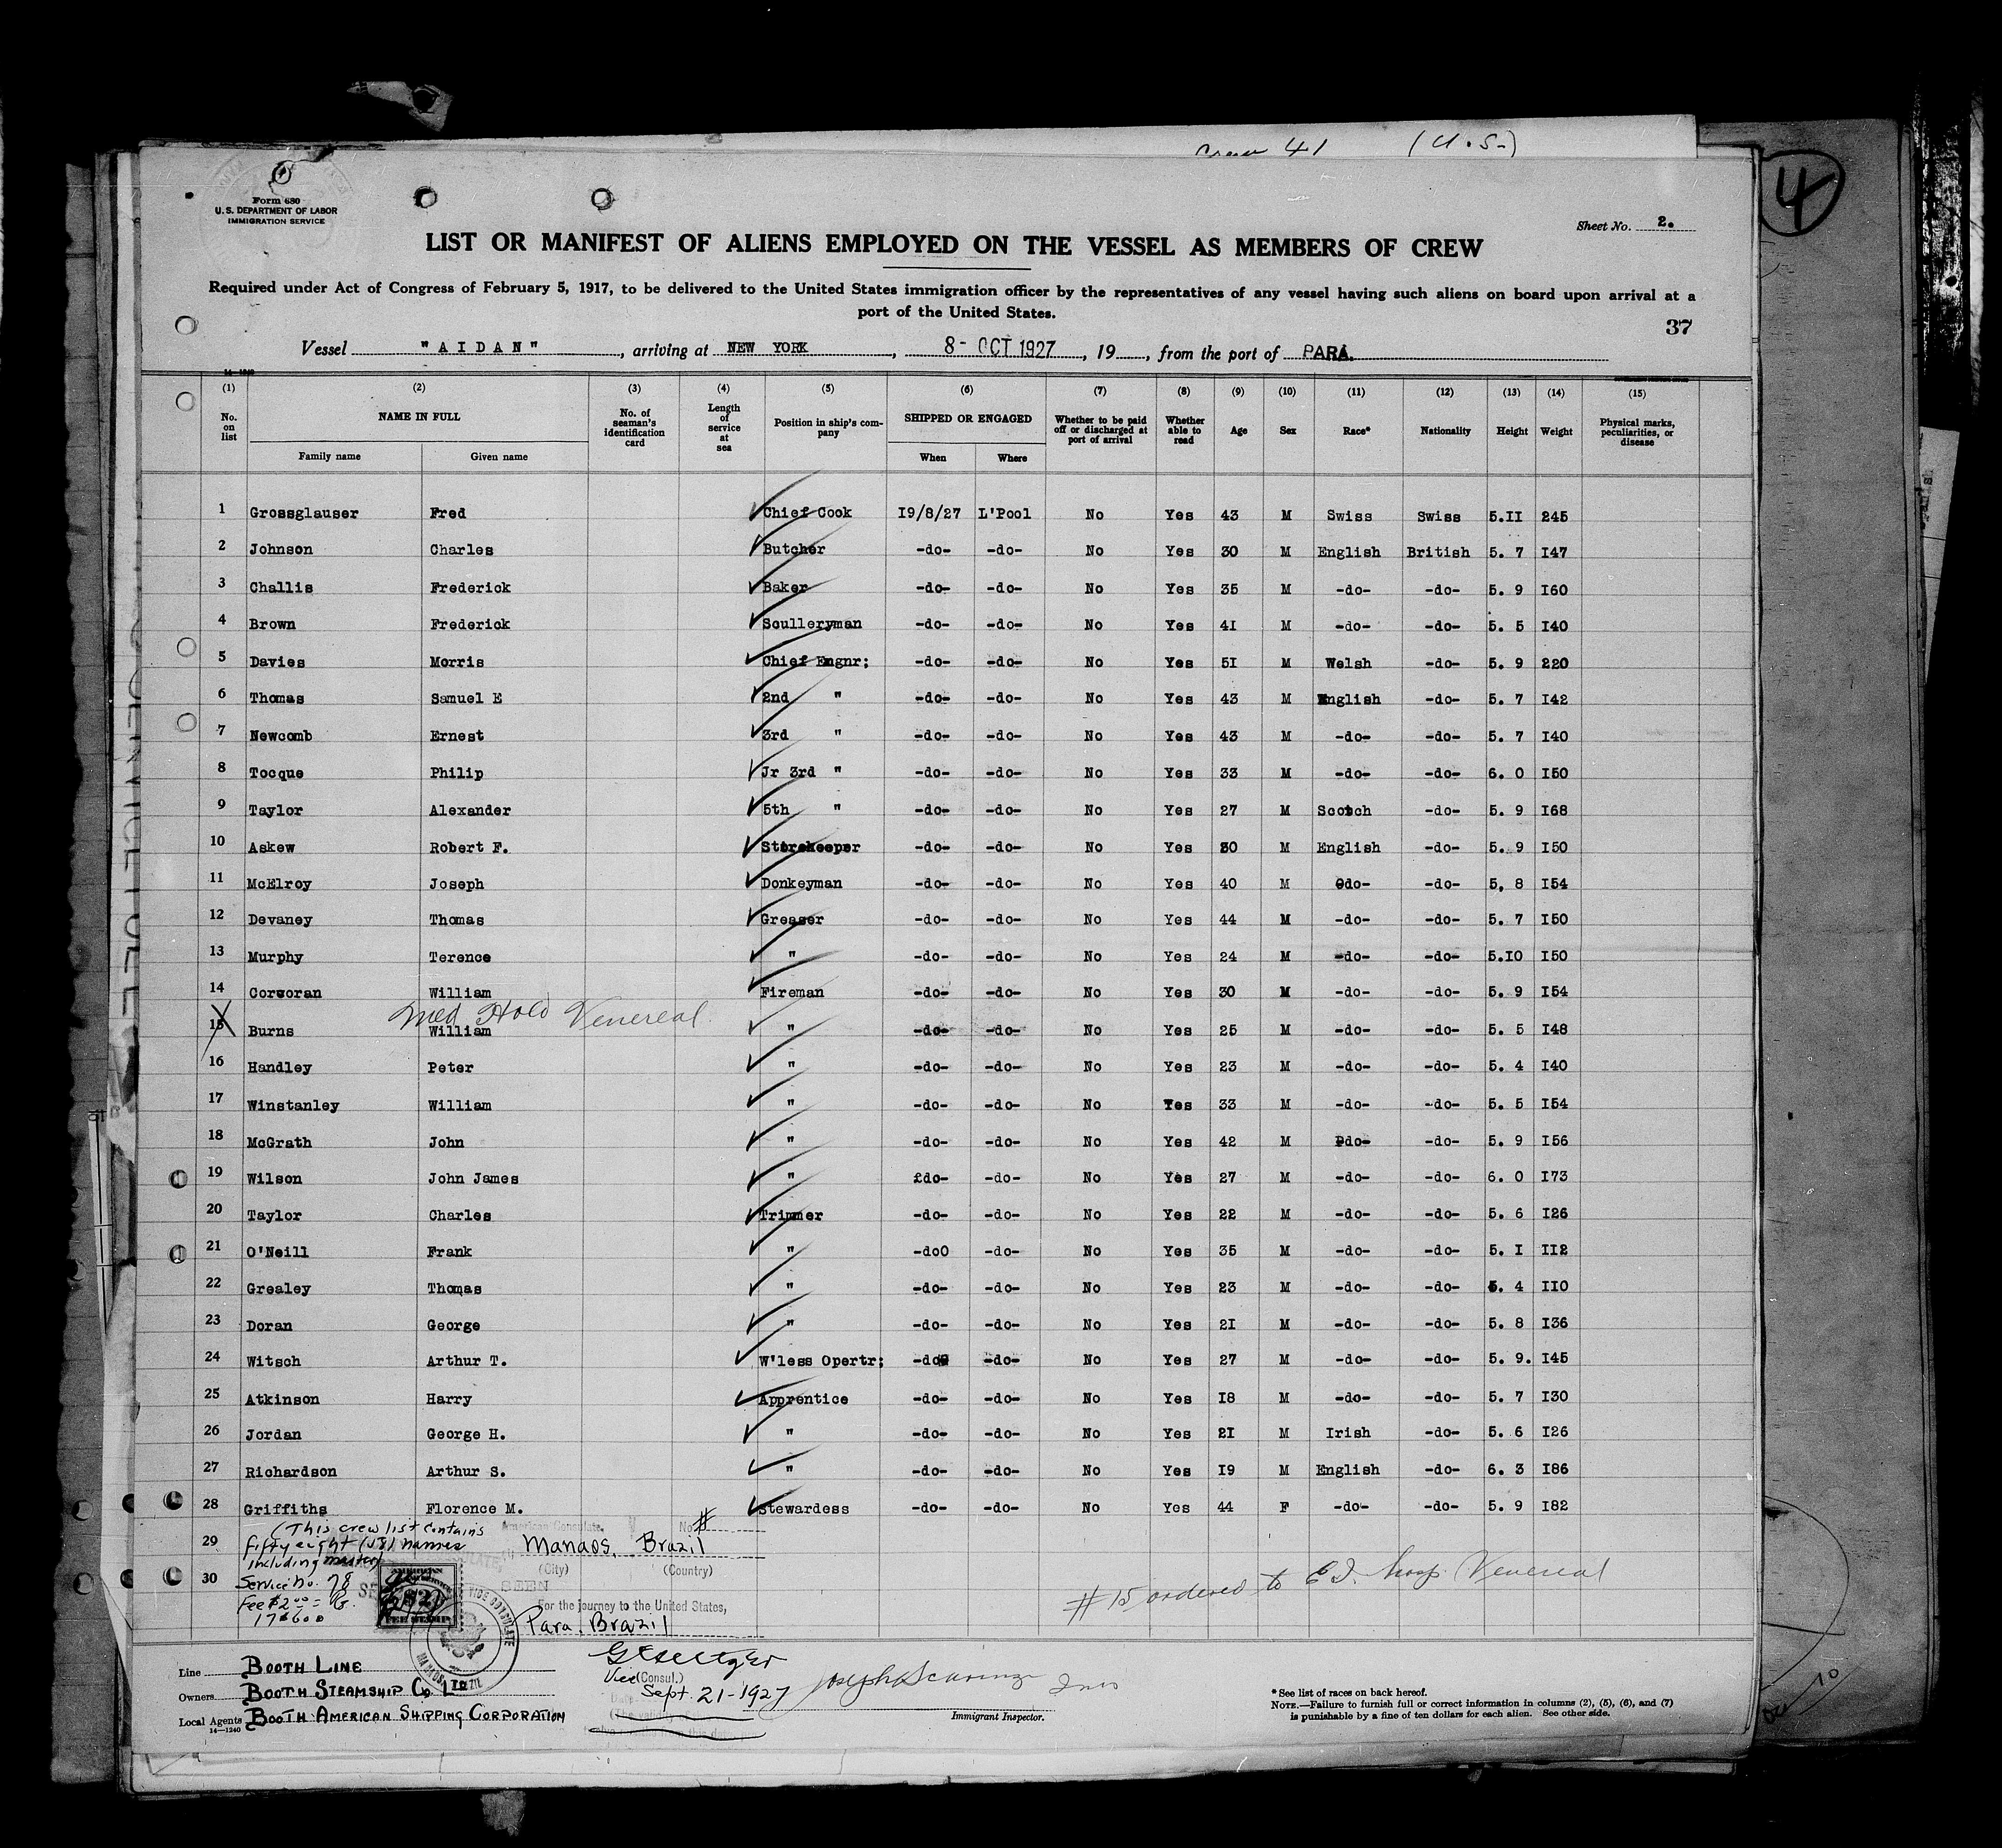 Crew 41 (U.S.)
4
Form 680
U. S. DEPARTMENT OF LABOR
IMMIGRATION SERVICE
Sheet No. 2.
LIST OR MANIFEST OF ALIENS EMPLOYED ON THE VESSEL AS MEMBERS OF CREW
Required under Act of Congress of February 5, 1917, to be delivered to the United States immigration officer by the representatives of any vessel having such aliens on board upon arrival at a
port of the United States.
37
Vessel "AIDAN", arriving at NEW YORK, 8- OCT 1927, 19, from the port of PARA.
14—1240
(1) (2) (3) (4) (5) (6) (7) (8) (9) (10) (11) (12) (13) (14) (15)
No. on list NAME IN FULL No. of seaman's identification card Length of service at sea Position in ship's company SHIPPED OR ENGAGED Whether to be paid off or discharged at port of arrival Whether able to read Age Sex Race* Nationality Height Weight Physical marks, peculiarities, or disease
Family name Given name When Where
1 Grossglauser Fred Chief Cook I9/8/27 L'Pool No Yes 43 M Swiss Swiss 5.II 245
2 Johnson Charles Butcher -do- -do- No Yes 30 M English British 5. 7 I47
3 Challis Frederick Baker -do- -do- No Yes 35 M -do- -do- 5. 9 I60
4 Brown Frederick Sculleryman -do- -do- No Yes 4I M -do- -do- 5. 5 I40
5 Davies Morris Chief Engnr; -do- -do- No Yes 5I M Welsh -do- 5. 9 220
6 Thomas Samuel E 2nd " -do- -do- No Yes 43 M English -do- 5. 7 I42
7 Newcomb Ernest 3rd " -do- -do- No Yes 43 M -do- -do- 5. 7 I40
8 Tocque Philip Jr 3rd " -do- -do- No Yes 33 M -do- -do- 6. 0 I50
9 Taylor Alexander 5th " -do- -do- No Yes 27 M Scotch -do- 5. 9 I68
10 Askew Robert F. Storekeeper -do- -do- No Yes 30 M English -do- 5. 9 I50
11 McElroy Joseph Donkeyman -do- -do- No Yes 40 M -do- -do- 5, 8 I54
12 Devaney Thomas Greaser -do- -do- No Yes 44 M -do- -do- 5. 7 I50
13 Murphy Terence " -do- -do- No Yes 24 M -do- -do- 5.I0 I50
14 Corcoran William Fireman -do- -do- No Yes 30 M -do- -do- 5. 9 I54
Med Hold Venereal.
15 Burns William " -do- -do- No Yes 25 M -do- -do- 5. 5 I48
16 Handley Peter " -do- -do- No Yes 23 M -do- -do- 5. 4 I40
17 Winstanley William " -do- -do- No Yes 33 M -do- -do- 5. 5 I54
18 McGrath John " -do- -do- No Yes 42 M -do- -do- 5. 9 I56
19 Wilson John James " £do- -do- No Yes 27 M -do- -do- 6. 0 I73
20 Taylor Charles Trimmer -do- -do- No Yes 22 M -do- -do- 5. 6 I26
21 O'Neill Frank " -doO -do- No Yes 35 M -do- -do- 5. I II2
22 Grealey Thomas " -do- -do- No Yes 23 M -do- -do- 5. 4 II0
23 Doran George " -do- -do- No Yes 2I M -do- -do- 5. 8 I36
24 Witsch Arthur T. W'less Opertr; -do- -do- No Yes 27 M -do- -do- 5. 9. I45
25 Atkinson Harry Apprentice -do- -do- No Yes I8 M -do- -do- 5. 7 I30
26 Jordan George H. " -do- -do- No Yes 2I M Irish -do- 5. 6 I26
27 Richardson Arthur S. " -do- -do- No Yes I9 M English -do- 6. 3 I86
28 Griffiths Florence M. Stewardess -do- -do- No Yes 44 F -do- -do- 5. 9 I82
(This crew list contains
29 fifty eight (58) names
including master)
30 Service No. 78
Fee $2.00 =
17$600
American Consulate, No. #
Manaos, Brazil
(City) (Country)
SEEN
For the journey to the United States,
Para, Brazil
AMERICAN
$2
FEE STAMP
VICE CONSULATE
MANAOS, BRAZIL
#15 ordered to E.I. hosp. Venereal
Line BOOTH LINE
Owners BOOTH STEAMSHIP Co LTD
Local Agents BOOTH AMERICAN SHIPPING CORPORATION
14—1240
Vice (Consul.)
Sept. 21-1927
Immigrant Inspector.
* See list of races on back hereof.
NOTE.—Failure to furnish full or correct information in columns (2), (5), (6), and (7)
is punishable by a fine of ten dollars for each alien. See other side.